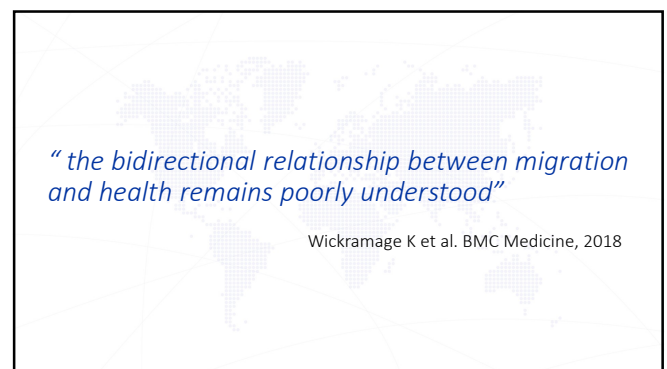 “ the bidirectional relationship between migration
and health remains poorly understood”
Wickramage K et al. BMC Medicine, 2018